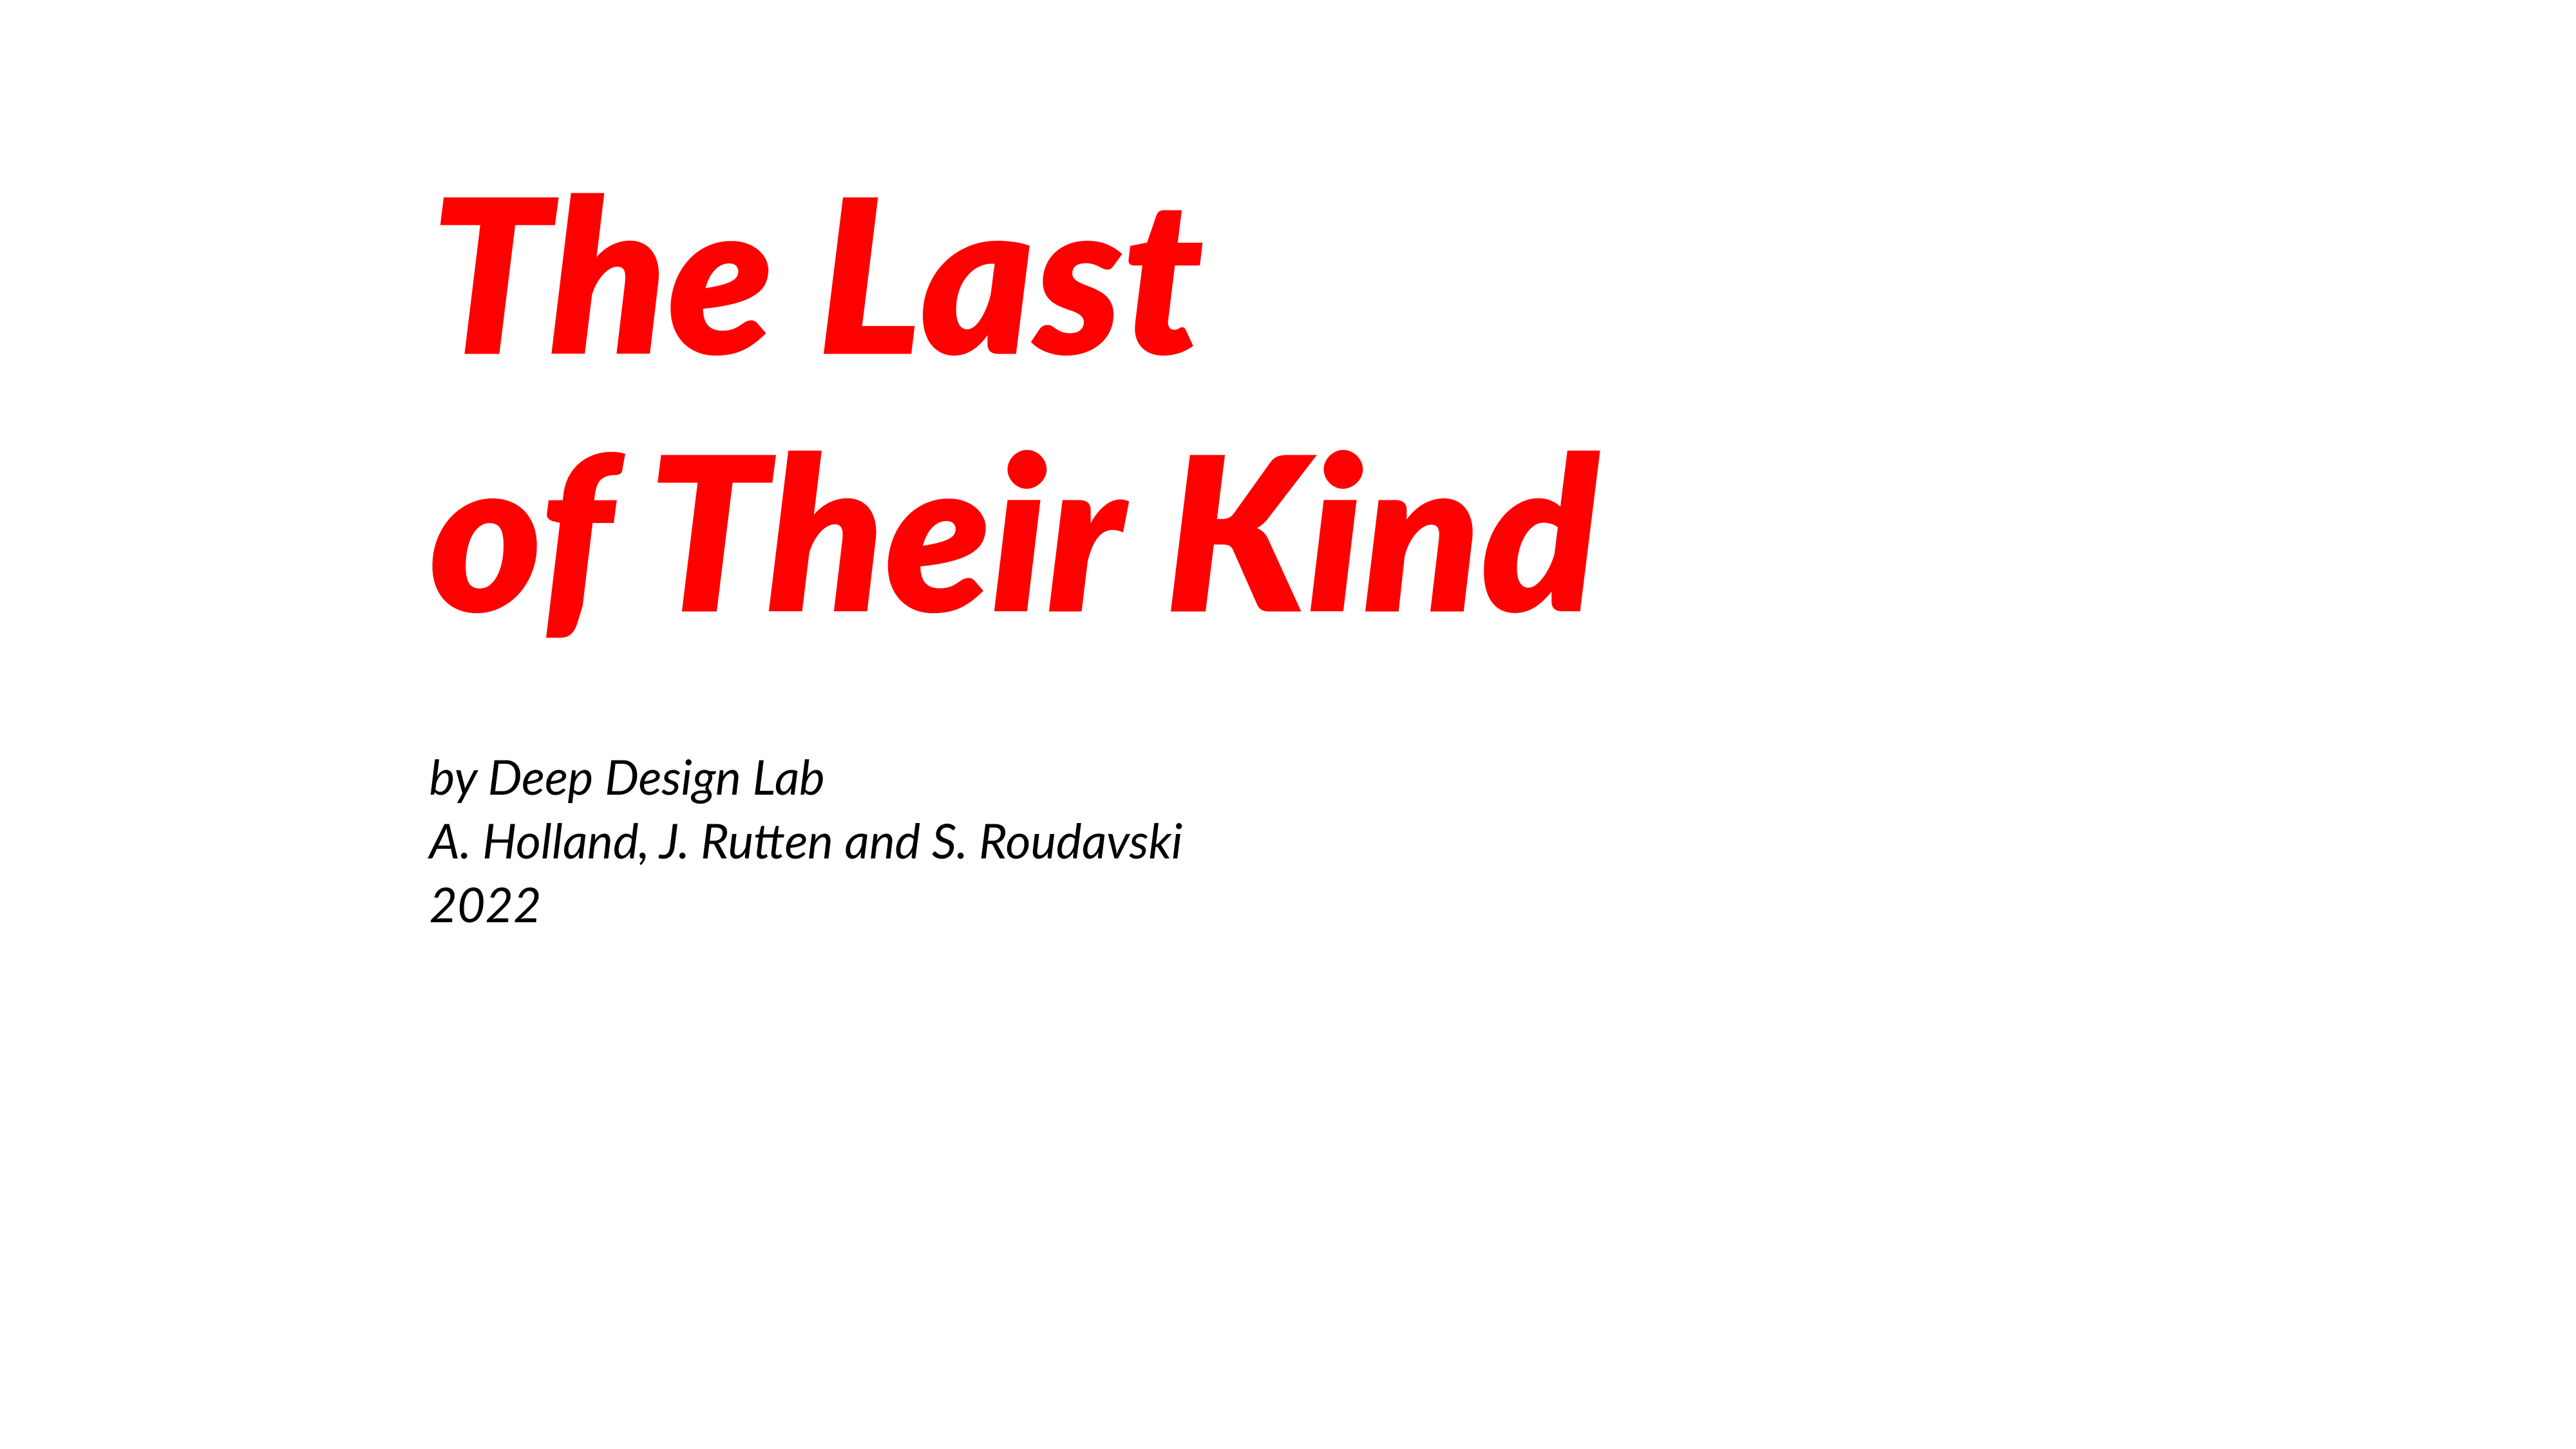 The Last
of Their Kind
by Deep Design Lab
A. Holland, J. Rutten and S. Roudavski
2022